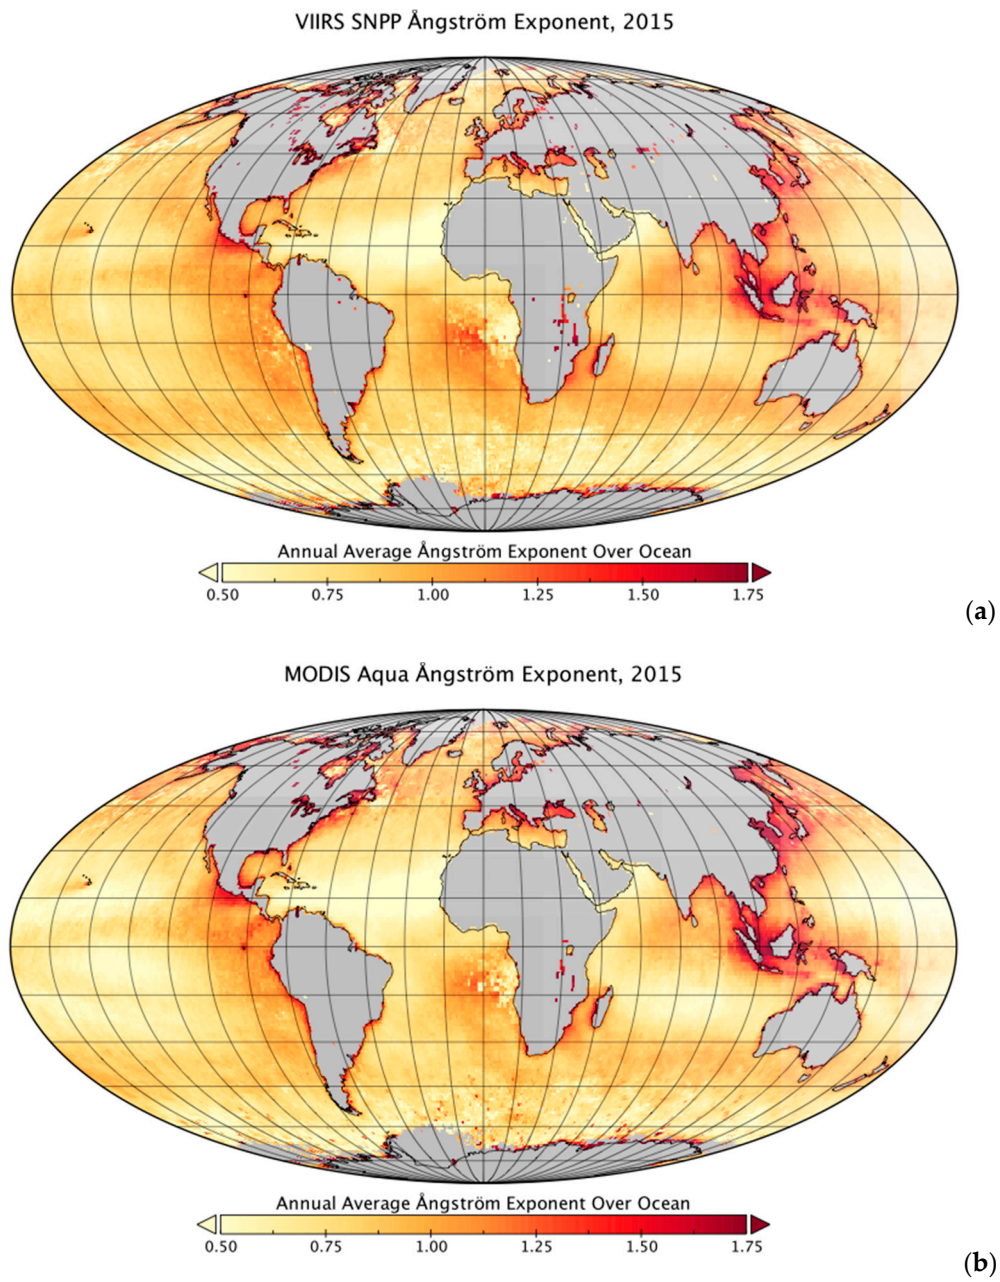 VIIRS SNPP Ångström Exponent, 2015
Annual Average Ångström Exponent Over Ocean
0.50 0.75 1.00 1.25 1.50 1.75
(a)
MODIS Aqua Ångström Exponent, 2015
Annual Average Ångström Exponent Over Ocean
0.50 0.75 1.00 1.25 1.50 1.75
(b)